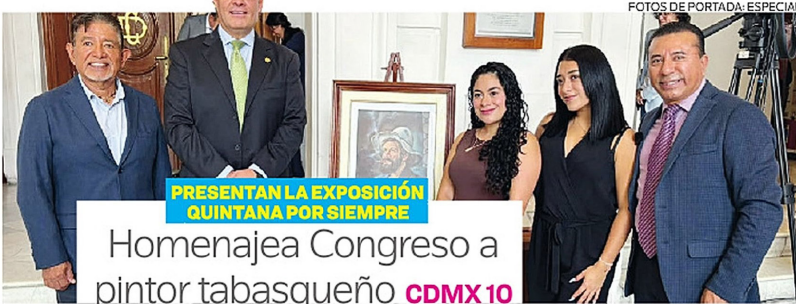 FOTOS DE PORTADA: ESPECIAL
PRESENTAN LA EXPOSICIÓN
QUINTANA POR SIEMPRE
Homenajea Congreso a
pintor tabasqueño CDMX 10